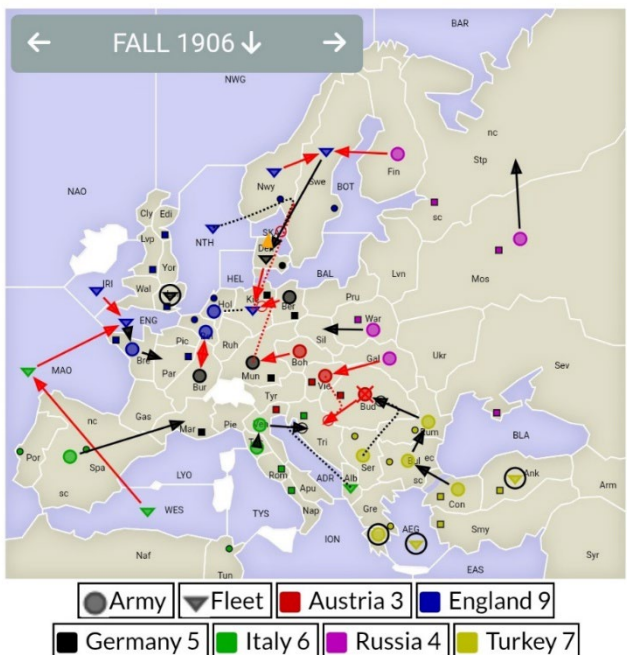 ← FALL 1906 ↓ →
BAR
NWG
nc
Stp
Fin
NAO
Nwy
Swe
BOT
sc
Cly Edi
Lvp
NTH
SK
Yor
Den
Mos
IRI
Wal
HEL
BAL
Lvn
Hol
Kie
Ber
Pru
ENG
War
Pic
Ruh
Sil
MAO
Bre
Par
Mun
Boh
Gal
Ukr
Bur
Vie
Sev
Tyr
Bud
nc
Gas
Mar
Pie
Ve
Tri
Rum
Por
Spa
Ser
Bul
ec
BLA
LYO
Rom
ADR
Alb
sc
Ank
sc
Apu
Con
Arm
WES
TYS
Nap
Gre
AEG
Smy
ION
Naf
Syr
Tun
EAS
Army Fleet Austria 3 England 9
Germany 5 Italy 6 Russia 4 Turkey 7